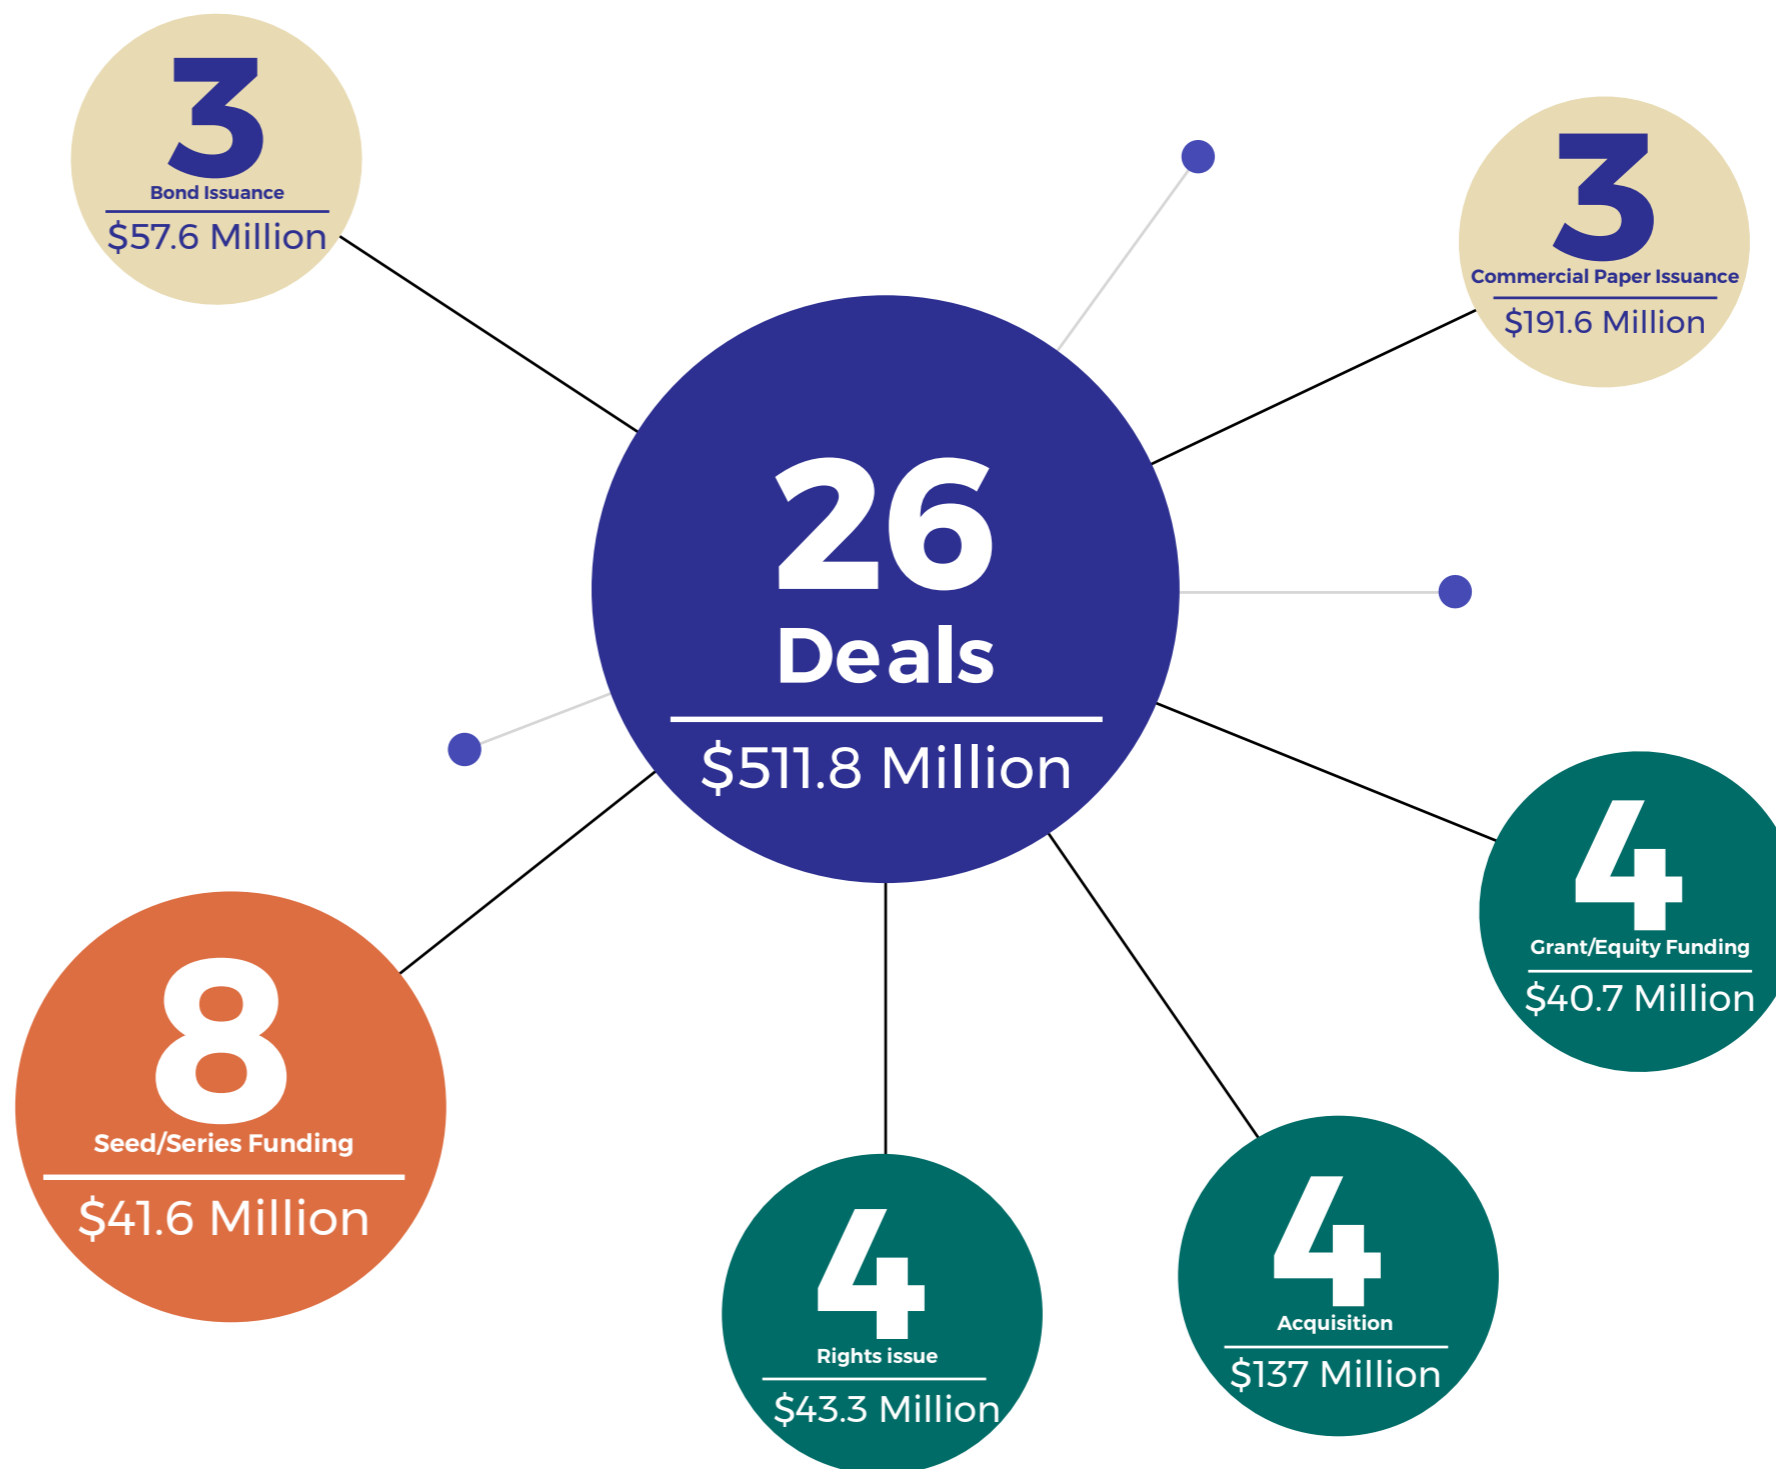 3
Bond Issuance
$57.6 Million
3
Commercial Paper Issuance
$191.6 Million
26
Deals
$511.8 Million
4
Grant/Equity Funding
$40.7 Million
8
Seed/Series Funding
$41.6 Million
4
Rights issue
$43.3 Million
4
Acquisition
$137 Million